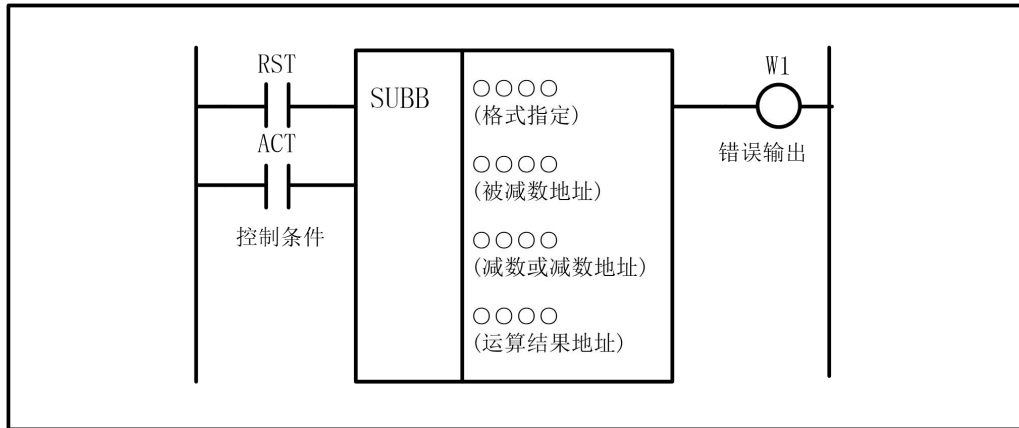 RST
ACT
控制条件
SUBB
○○○○
(格式指定)
○○○○
(被减数地址)
○○○○
(减数或减数地址)
○○○○
(运算结果地址)
W1
错误输出